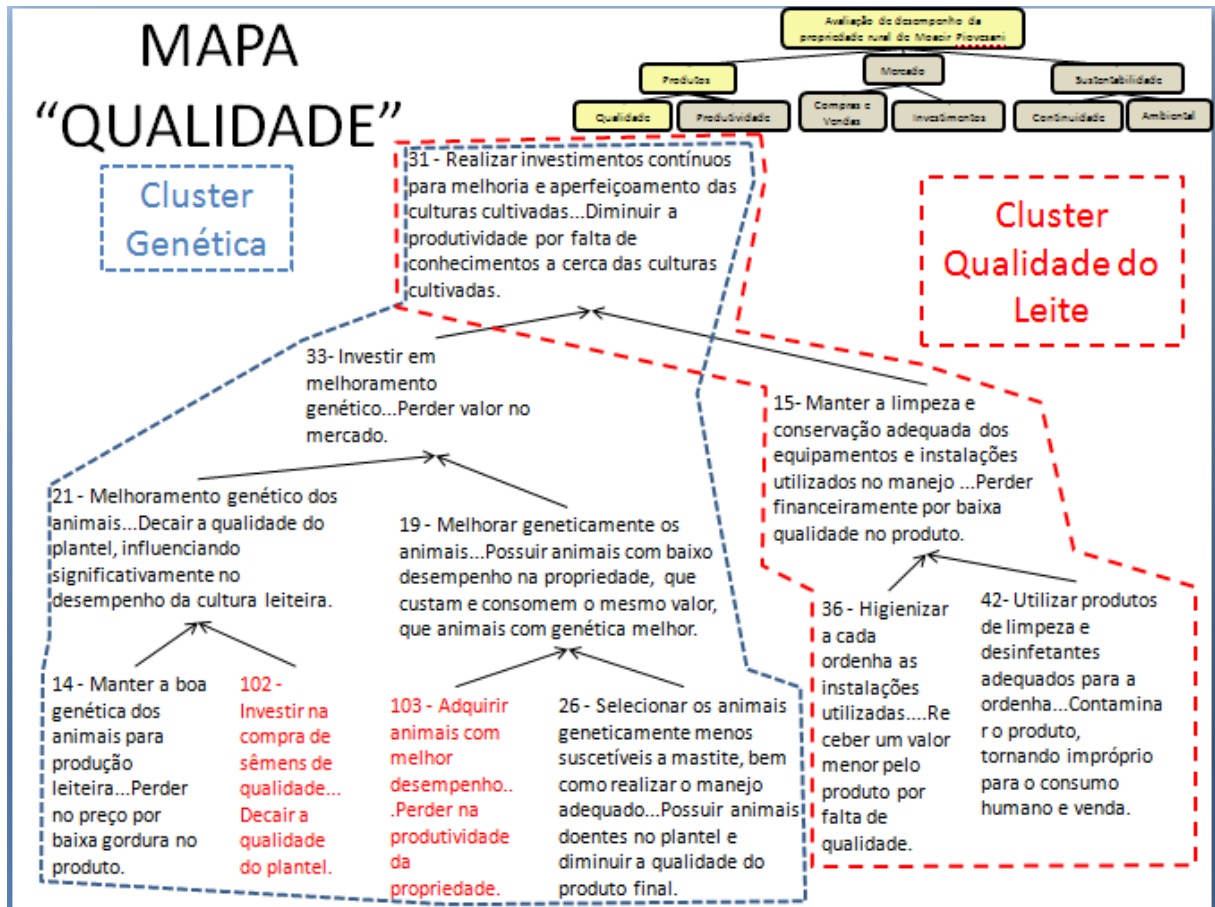 MAPA
“QUALIDADE”
Avaliação de desempenho da
propriedade rural de Moacir Piovesani
Produtos
Mercado
Sustentabilidade
Qualidade
Produtividade
Compras e
Vendas
Investimentos
Continuidade
Ambiental
Cluster
Genética
Cluster
Qualidade do
Leite
31 - Realizar investimentos contínuos
para melhoria e aperfeiçoamento das
culturas cultivadas...Diminuir a
produtividade por falta de
conhecimentos a cerca das culturas
cultivadas.
33- Investir em
melhoramento
genético...Perder valor no
mercado.
15- Manter a limpeza e
conservação adequada dos
equipamentos e instalações
utilizados no manejo ...Perder
financeiramente por baixa
qualidade no produto.
21 - Melhoramento genético dos
animais...Decair a qualidade do
plantel, influenciando
significativamente no
desempenho da cultura leiteira.
19 - Melhorar geneticamente os
animais...Possuir animais com baixo
desempenho na propriedade, que
custam e consomem o mesmo valor,
que animais com genética melhor.
14 - Manter a boa
genética dos
animais para
produção
leiteira...Perder
no preço por
baixa gordura no
produto.
102 -
Investir na
compra de
sêmens de
qualidade...
Decair a
qualidade
do plantel.
103 - Adquirir
animais com
melhor
desempenho..
.Perder na
produtividade
da
propriedade.
26 - Selecionar os animais
geneticamente menos
suscetíveis a mastite, bem
como realizar o manejo
adequado...Possuir animais
doentes no plantel e
diminuir a qualidade do
produto final.
36 - Higienizar
a cada
ordenha as
instalações
utilizadas....Re
ceber um valor
menor pelo
produto por
falta de
qualidade.
42- Utilizar produtos
de limpeza e
desinfetantes
adequados para a
ordenha...Contamina
r o produto,
tornando impróprio
para o consumo
humano e venda.